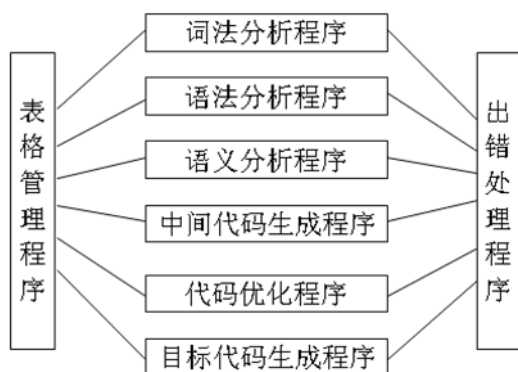 表格管理程序
词法分析程序
语法分析程序
语义分析程序
中间代码生成程序
代码优化程序
目标代码生成程序
出错处理程序